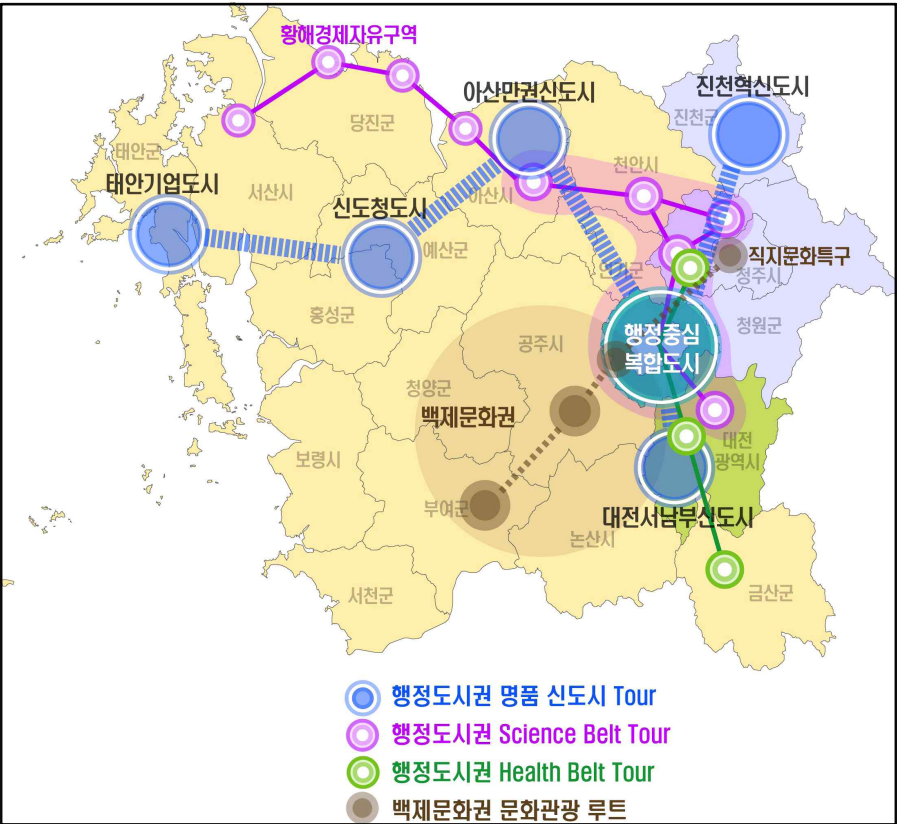 황해경제자유구역
아산만권신도시
진천혁신도시
진천군
당진군
태안군
천안시
태안기업도시
서산시
아산시
신도청도시
예산군
연기군
직지문화특구
청주시
홍성군
청원군
공주시
행정중심
복합도시
청양군
백제문화권
대전
광역시
보령시
부여군
대전서남부신도시
논산시
서천군
금산군
행정도시권 명품 신도시 Tour
행정도시권 Science Belt Tour
행정도시권 Health Belt Tour
백제문화권 문화관광 루트